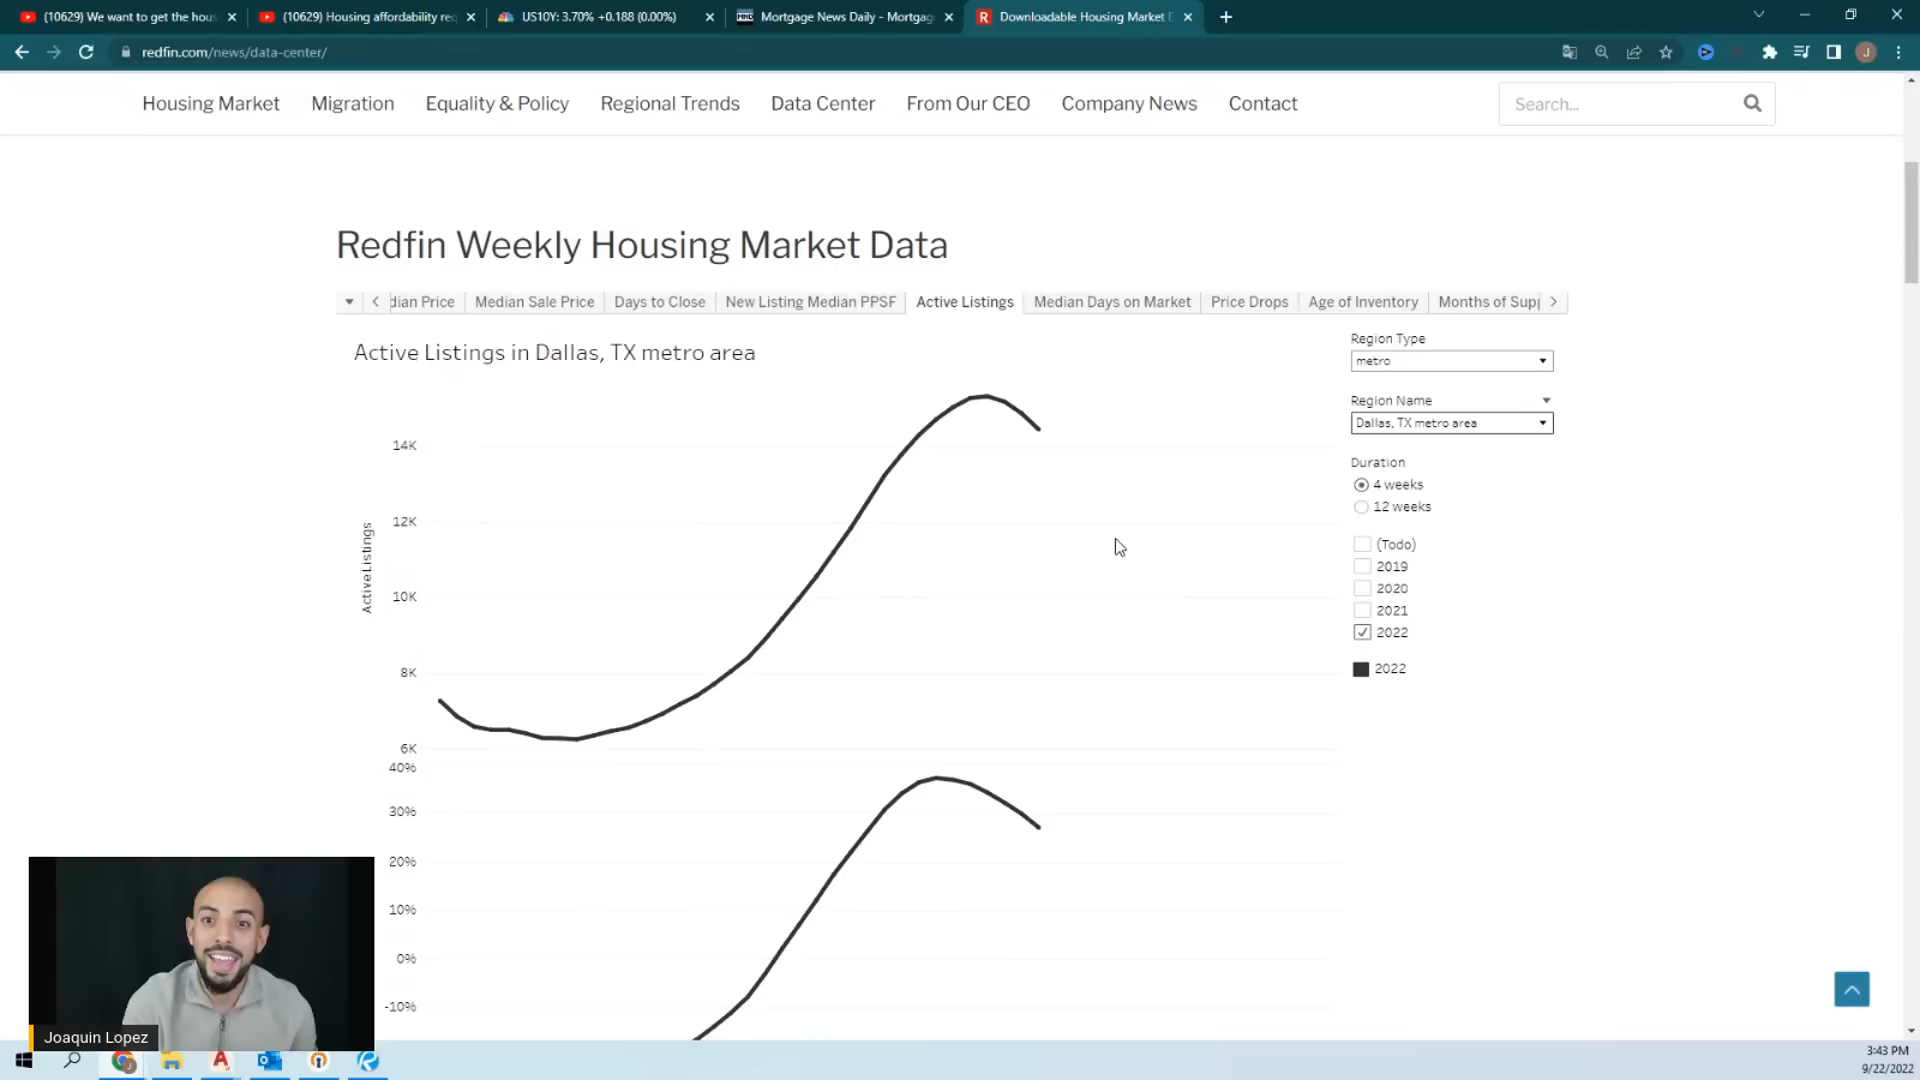 (10629) We want to get the hous
(10629) Housing affordability req
US10Y: 3.70% +0.188 (0.00%)
MND
Mortgage News Daily - Mortgag
R
Downloadable Housing Market D
redfin.com/news/data-center/
J
Housing Market
Migration
Equality & Policy
Regional Trends
Data Center
From Our CEO
Company News
Contact
Search...
Redfin Weekly Housing Market Data
dian Price
Median Sale Price
Days to Close
New Listing Median PPSF
Active Listings
Median Days on Market
Price Drops
Age of Inventory
Months of Supp
Active Listings in Dallas, TX metro area
Region Type
metro
Region Name
Dallas, TX metro area
Duration
4 weeks
12 weeks
(Todo)
2019
2020
2021
2022
2022
Active Listings
14K
12K
10K
8K
6K
40%
30%
20%
10%
0%
-10%
Joaquin Lopez
3:43 PM
9/22/2022